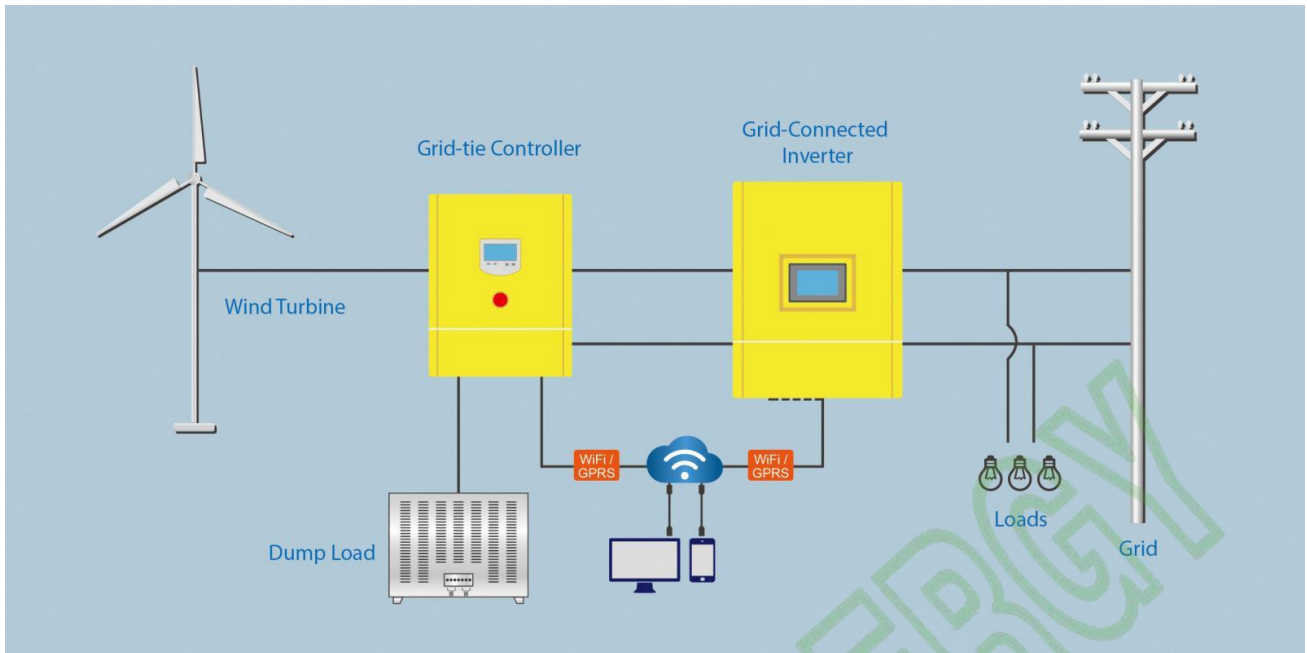 Grid-tie Controller
Grid-Connected
Inverter
Wind Turbine
WiFi /
GPRS
WiFi /
GPRS
Dump Load
Loads
Grid